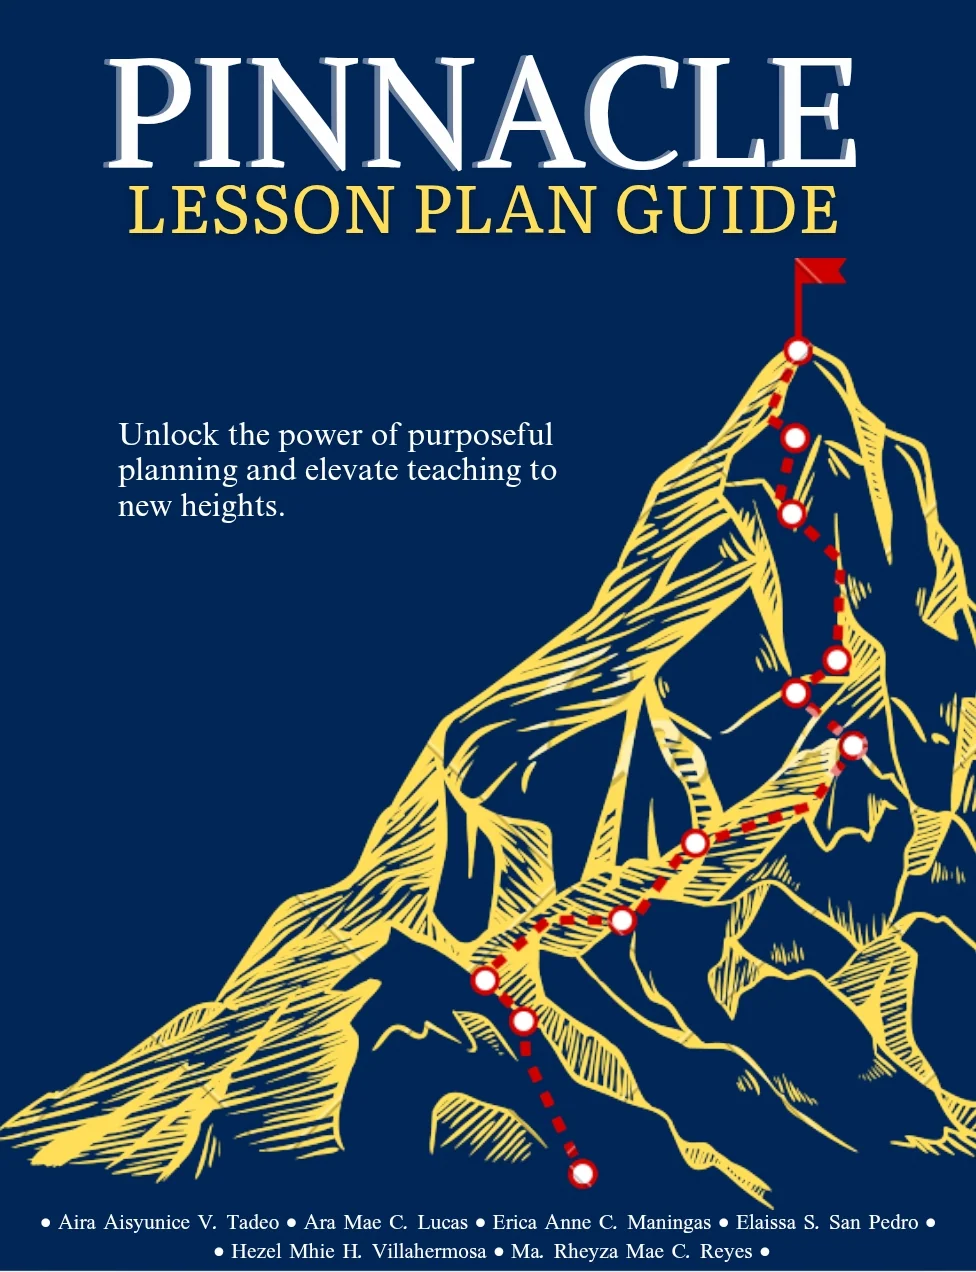 PINNACLE
LESSON PLAN GUIDE
Unlock the power of purposeful
planning and elevate teaching to
new heights.
● Aira Aisyunice V. Tadeo ● Ara Mae C. Lucas ● Erica Anne C. Maningas ● Elaissa S. San Pedro ●
● Hezel Mhie H. Villahermosa ● Ma. Rheyza Mae C. Reyes ●